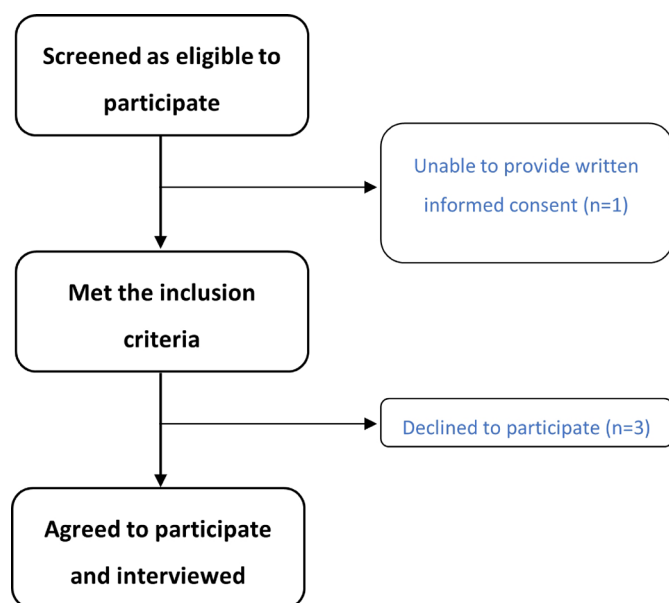 Screened as eligible to
participate
Unable to provide written
informed consent (n=1)
Met the inclusion
criteria
Declined to participate (n=3)
Agreed to participate
and interviewed